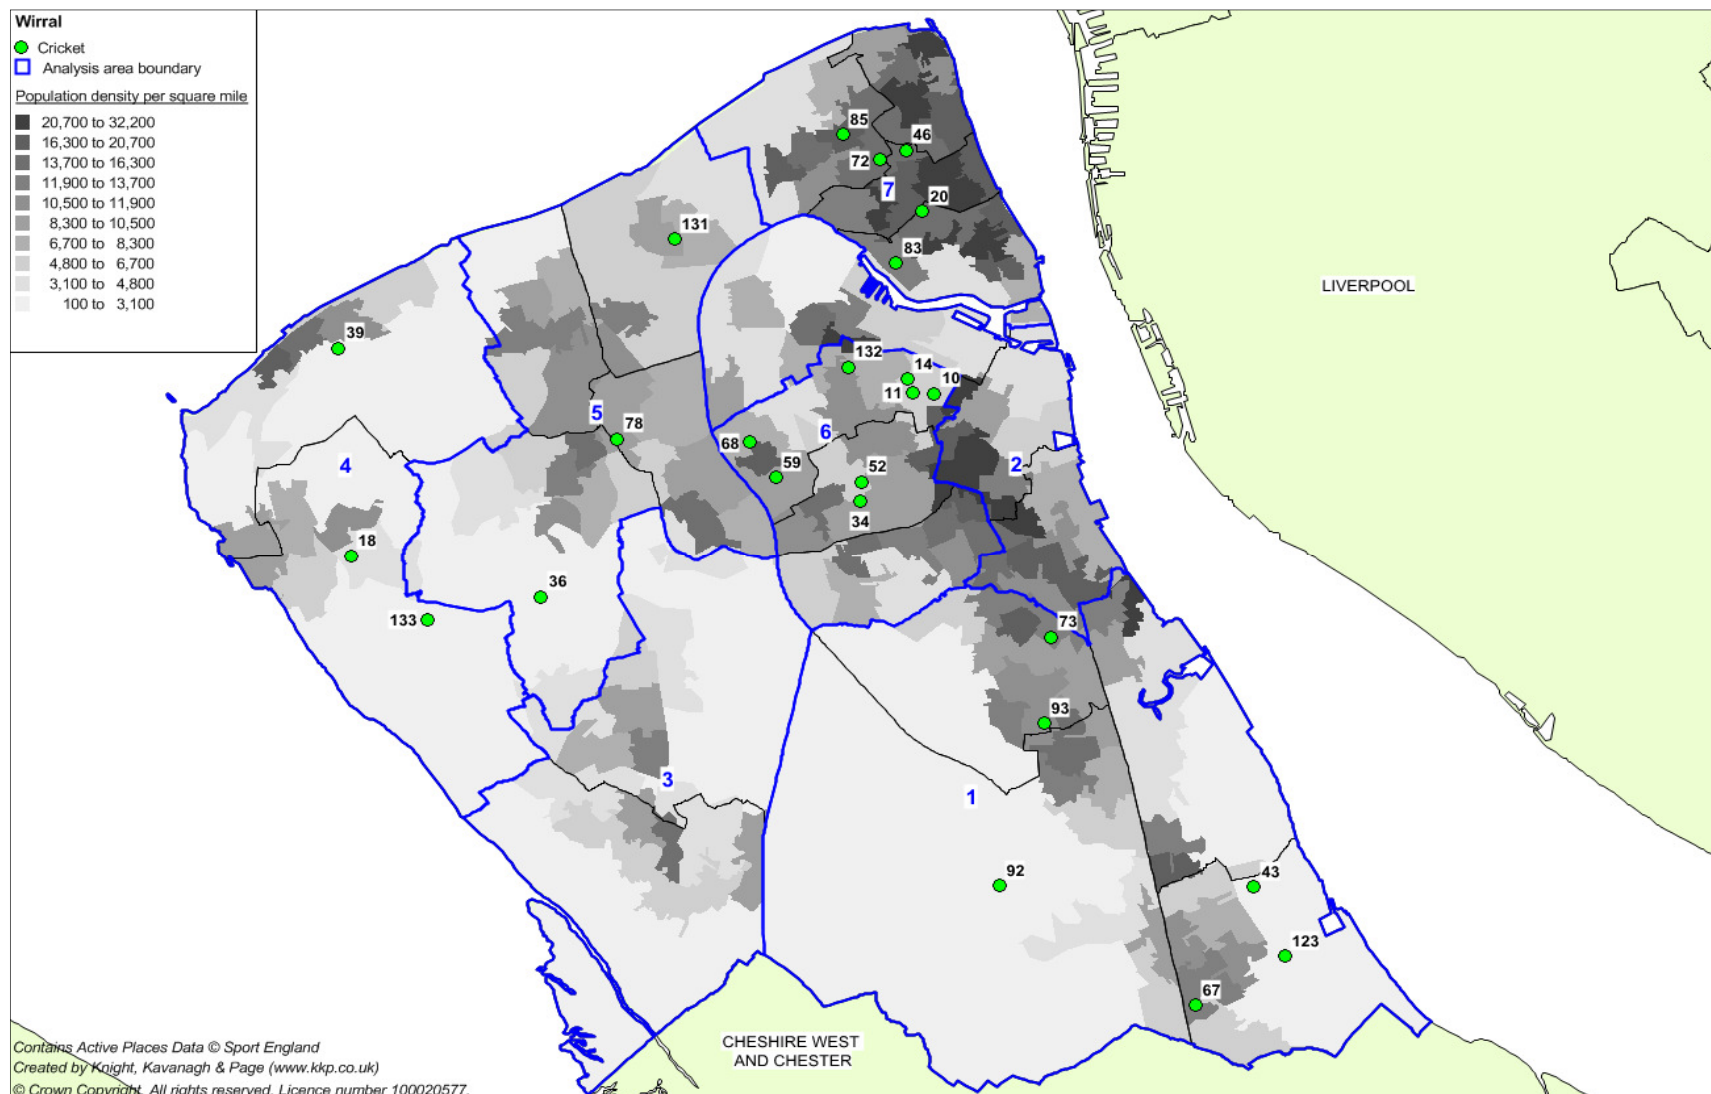 Wirral
Cricket
Analysis area boundary
Population density per square mile
20,700 to 32,200
16,300 to 20,700
13,700 to 16,300
11,900 to 13,700
10,500 to 11,900
8,300 to 10,500
6,700 to 8,300
4,800 to 6,700
3,100 to 4,800
100 to 3,100
85
46
72
7
20
131
83
LIVERPOOL
39
132
14
11
10
5
78
6
68
2
4
59
52
34
18
36
133
73
93
3
1
92
43
123
67
CHESHIRE WEST
AND CHESTER
Contains Active Places Data © Sport England
Created by Knight, Kavanagh & Page (www.kkp.co.uk)
© Crown Copyright. All rights reserved. Licence number 100020577.